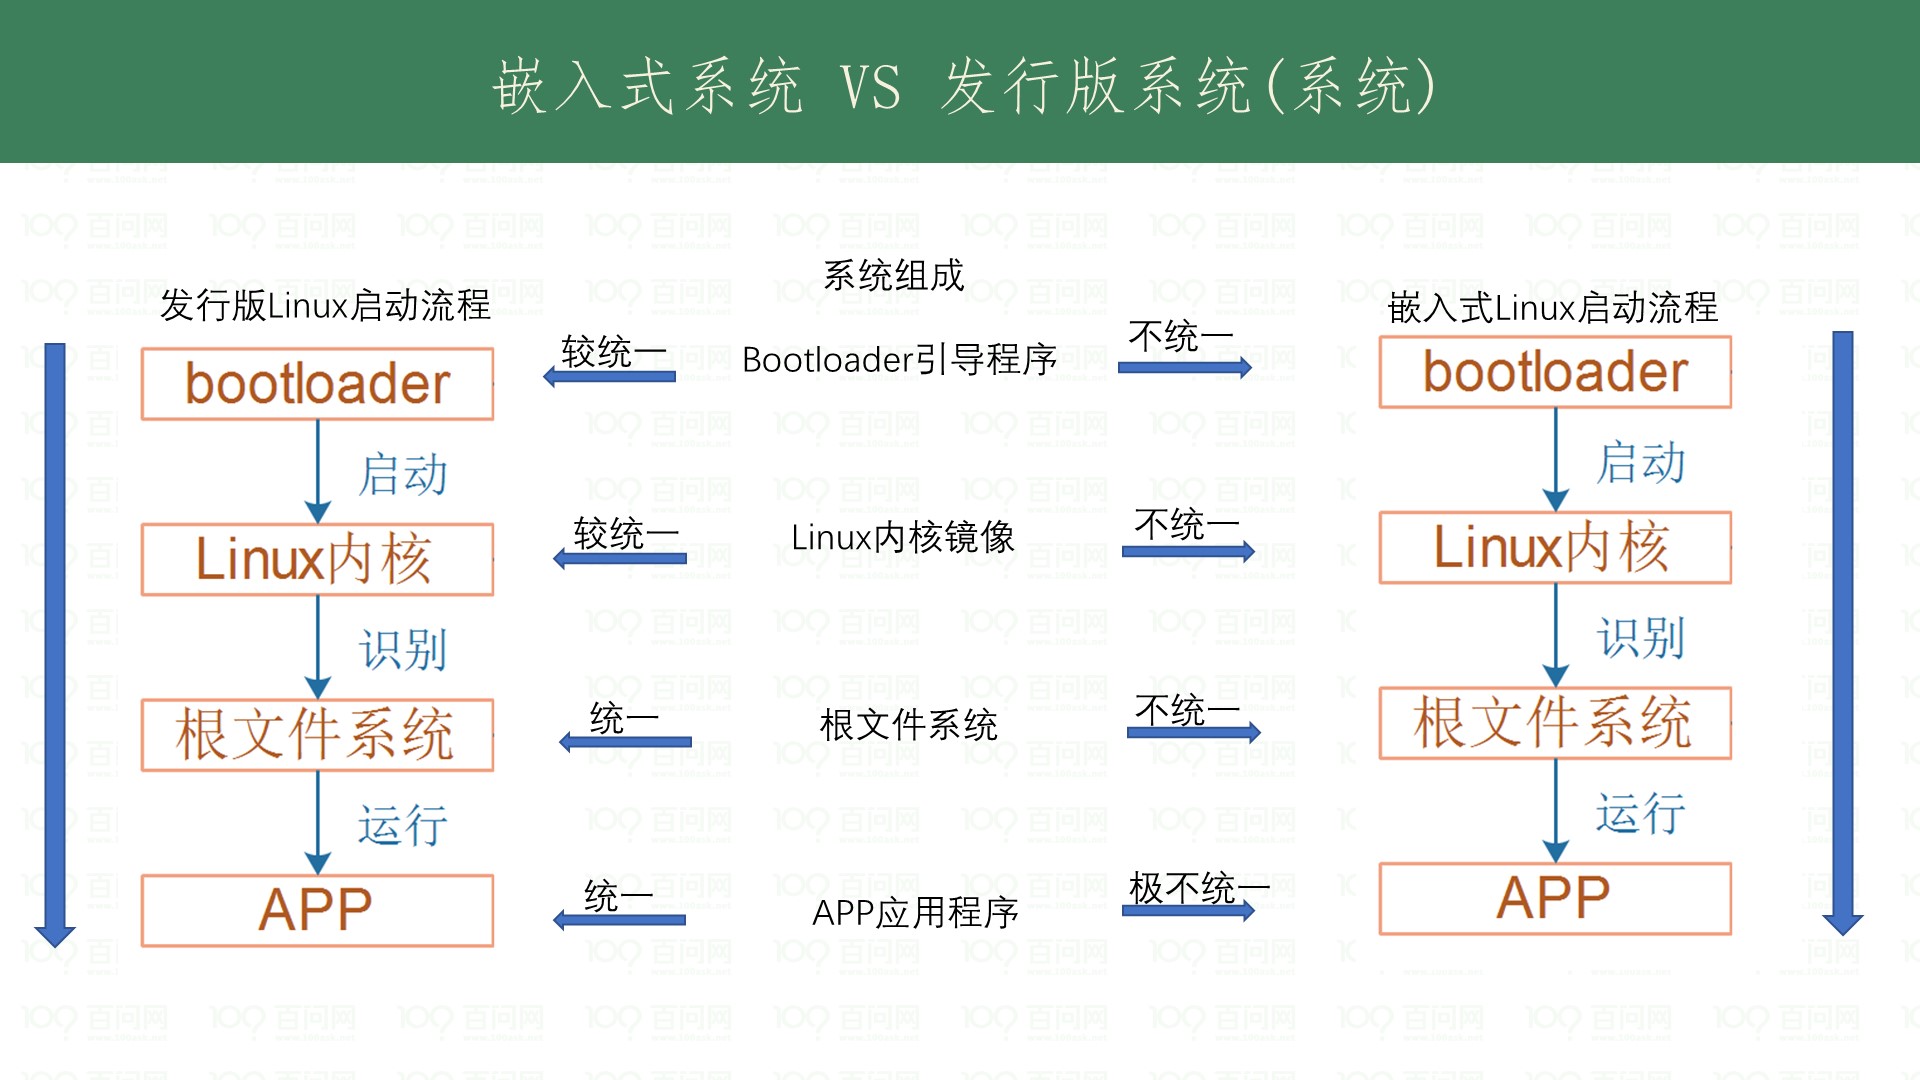 嵌入式系统 VS 发行版系统(系统)
发行版Linux启动流程
bootloader
启动
Linux内核
识别
根文件系统
运行
APP
系统组成
较统一
Bootloader引导程序
不统一
较统一
Linux内核镜像
不统一
统一
根文件系统
不统一
统一
APP应用程序
极不统一
嵌入式Linux启动流程
bootloader
启动
Linux内核
识别
根文件系统
运行
APP
百问网
www.100ask.net